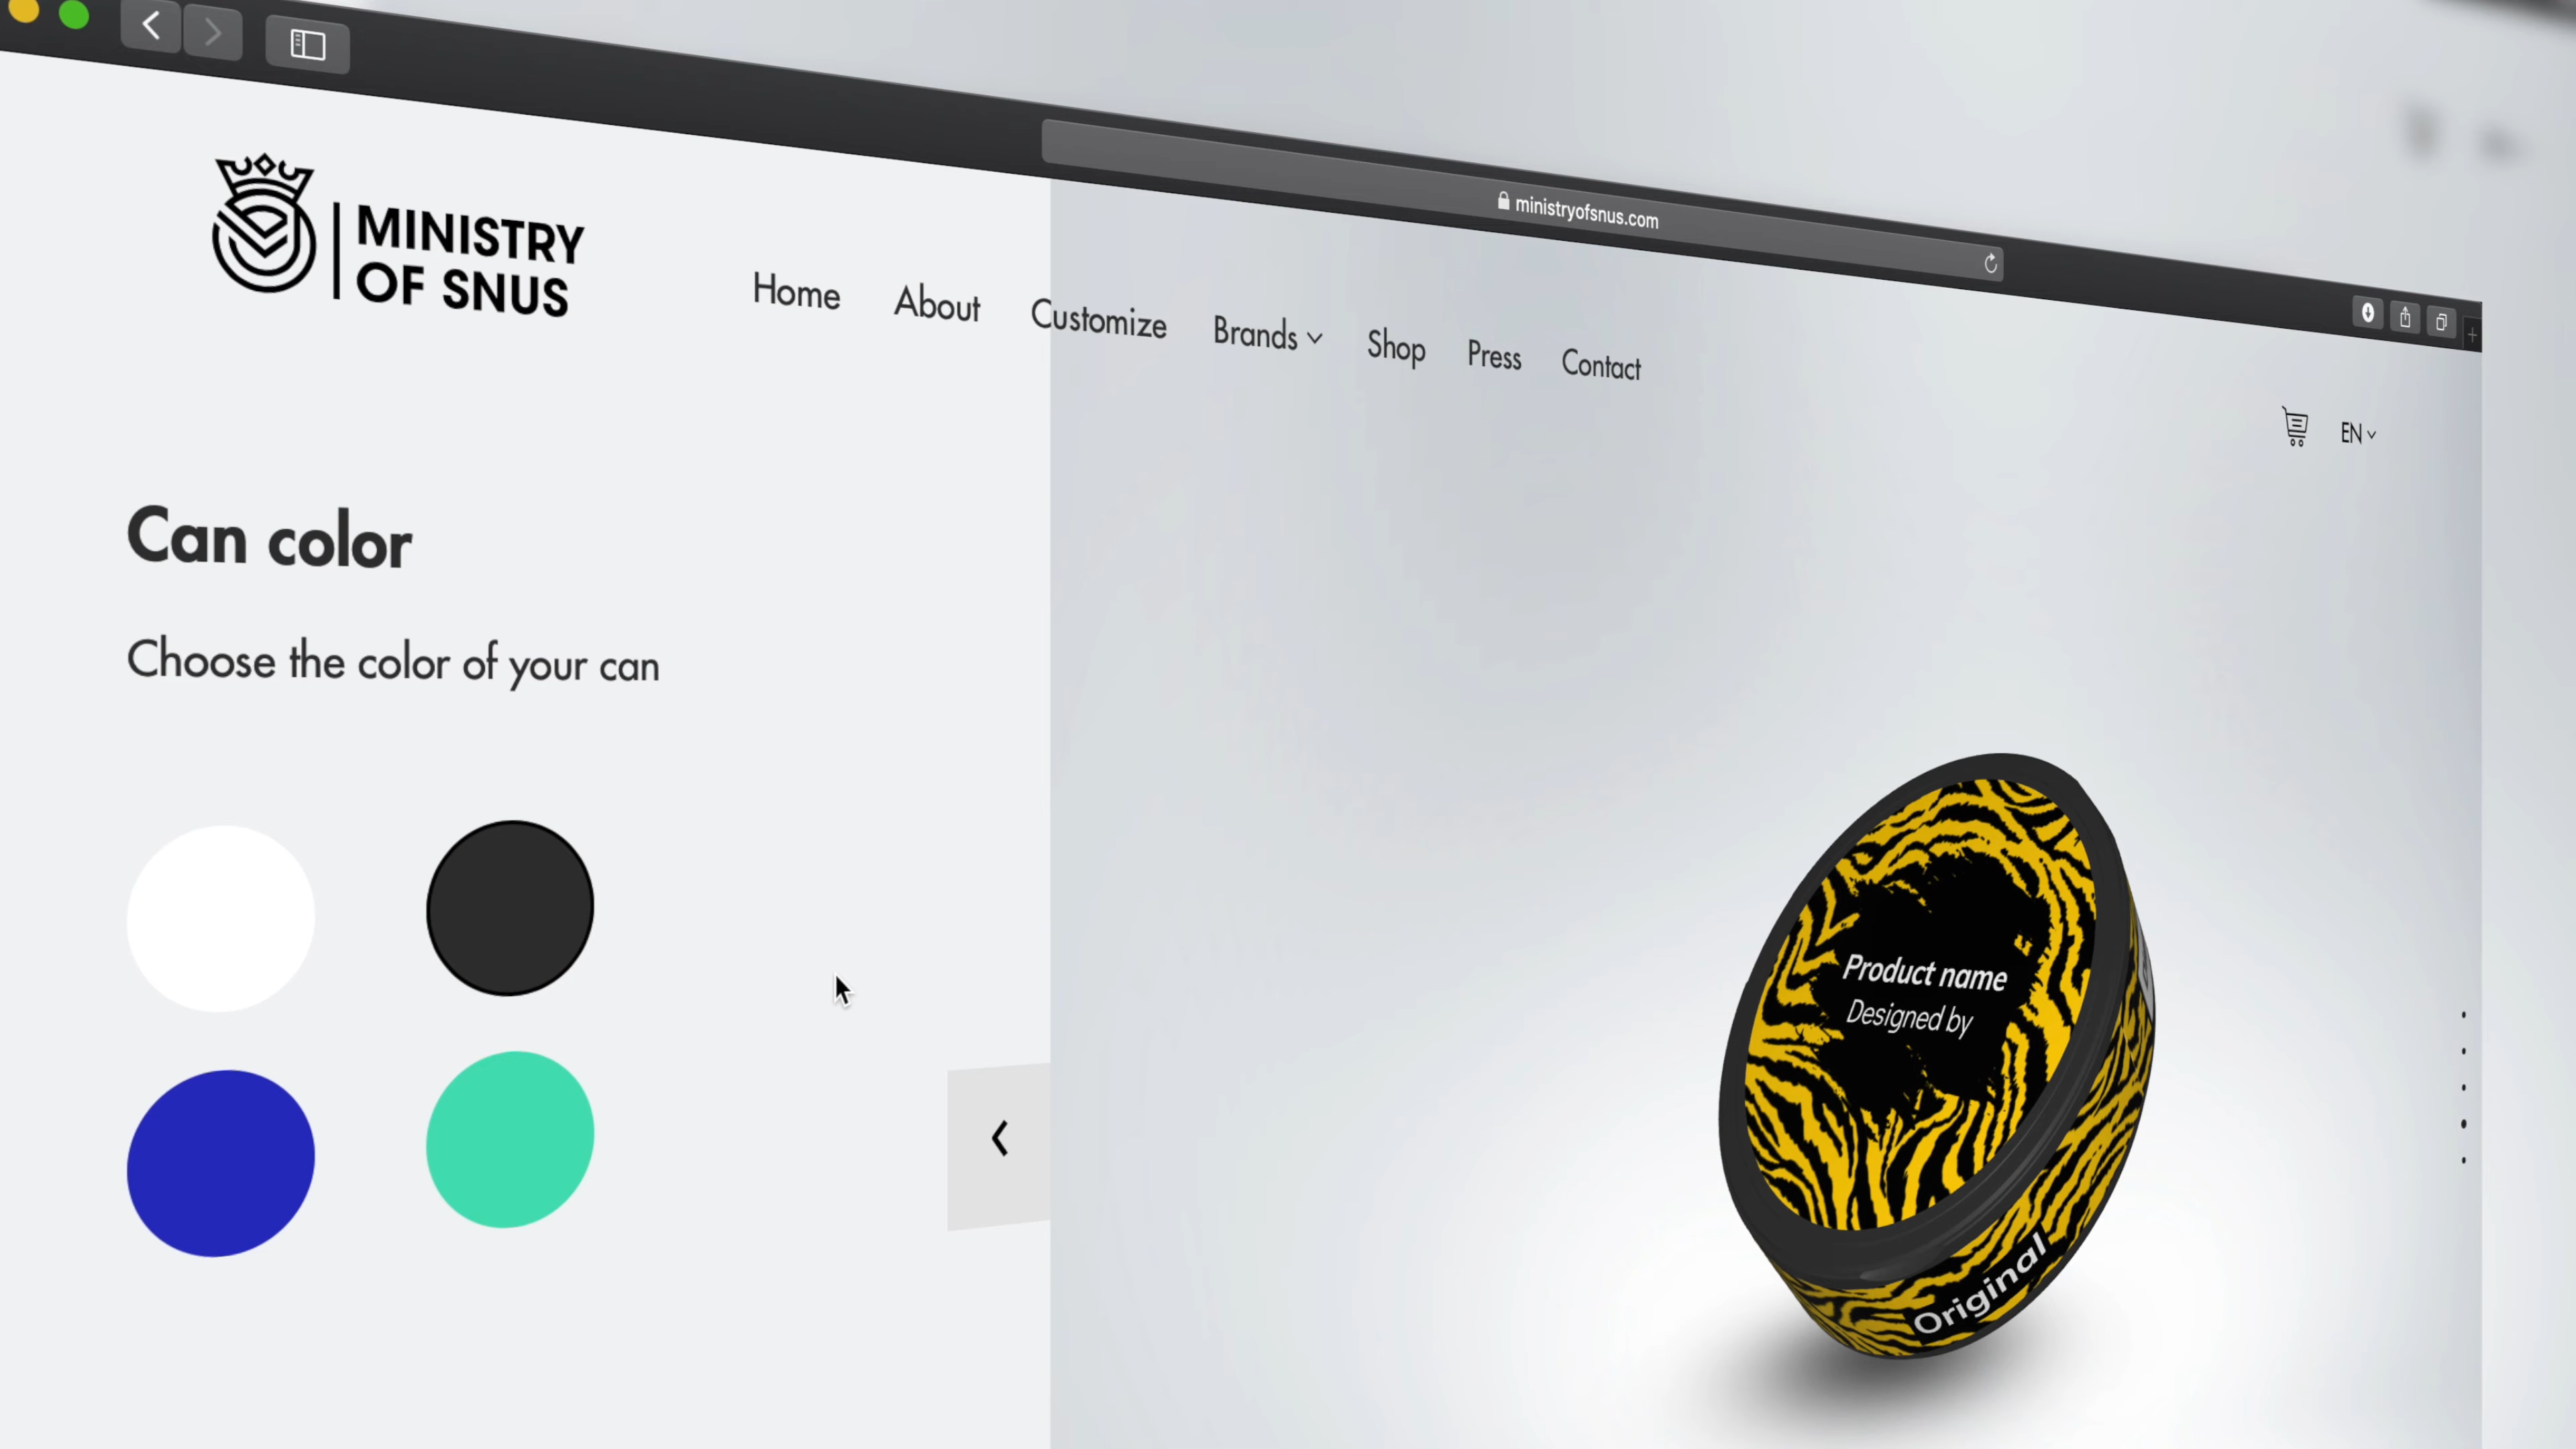 ministryofsnus.com
MINISTRY
OF SNUS
Home About Customize Brands Shop Press Contact
EN
Can color
Choose the color of your can
Product name
Designed by
Original